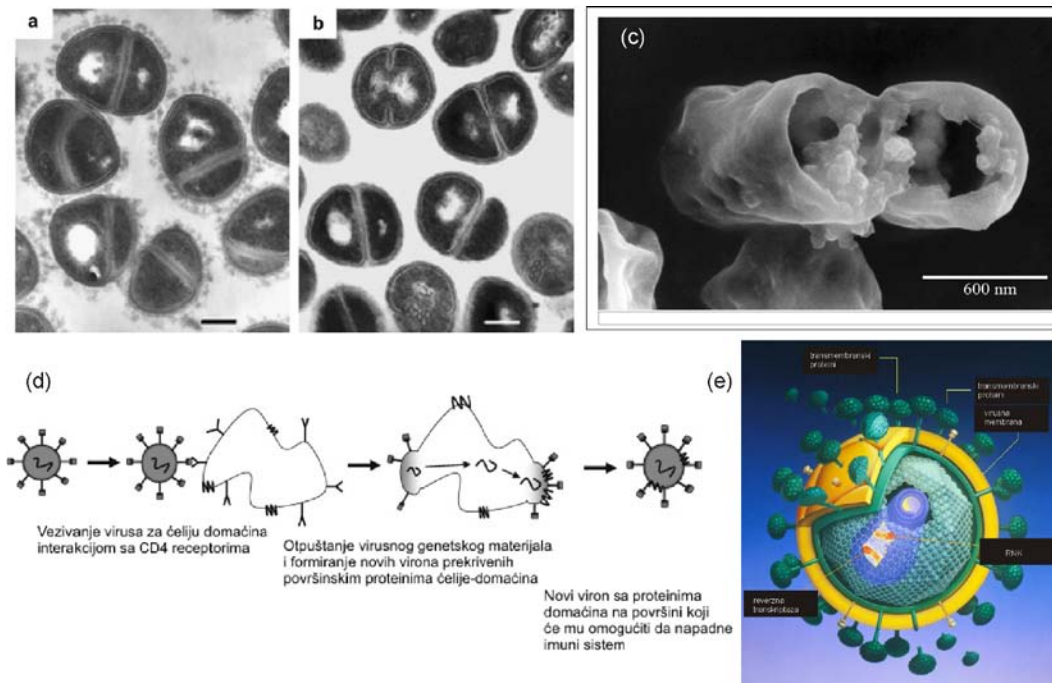 a
b
(c)
600 nm
(d)
Vezivanje virusa za ćeliju domaćina
interakcijom sa CD4 receptorima
Otpuštanje virusnog genetskog materijala
i formiranje novih virona prekrivenih
površinskim proteinima ćelije-domaćina
Novi viron sa proteinima
domaćina na površini koji
će mu omogućiti da napadne
imuni sistem
(e)
transmembranski
proteini
transmembranski
proteini
virusna
membrana
RNK
reverzna
transkriptaza